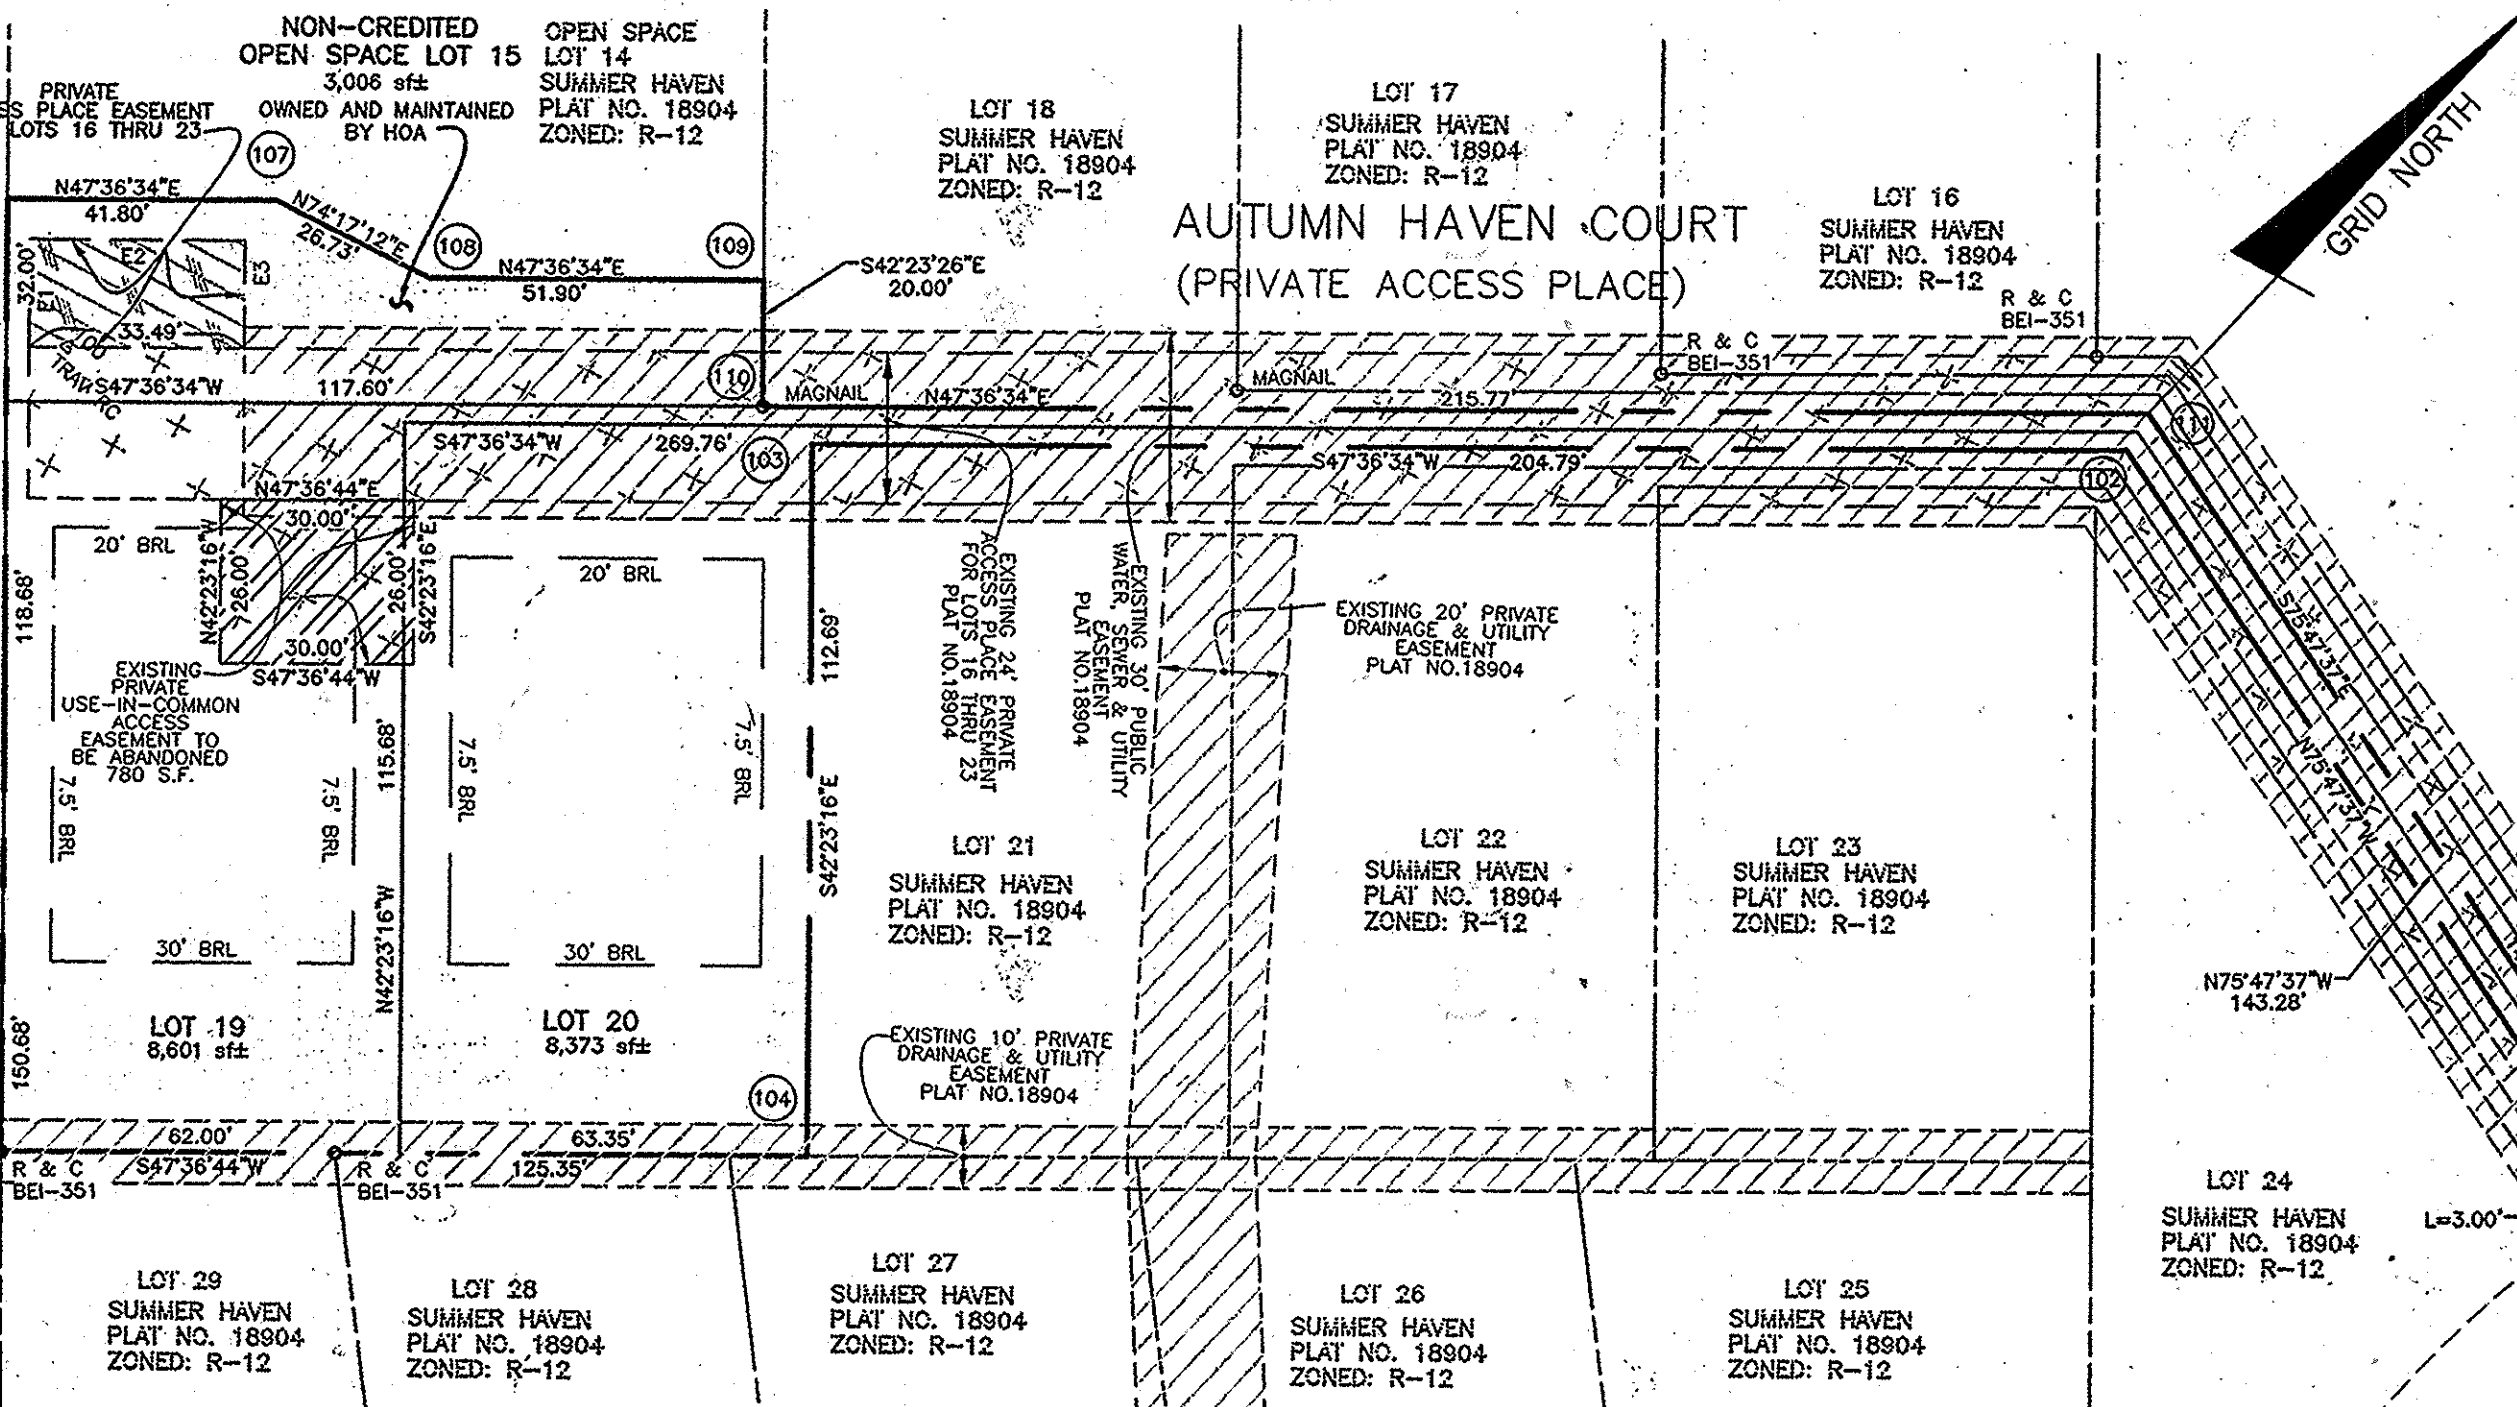 NON-CREDITED
OPEN SPACE LOT 15
3,006 sf±
OWNED AND MAINTAINED
BY HOA
OPEN SPACE
LOT 14
SUMMER HAVEN
PLAT NO. 18904
ZONED: R-12
PRIVATE
SS PLACE EASEMENT
LOTS 16 THRU 23
107
N47°36'34"E
41.80'
N74°17'12"E
26.73'
108
109
N47°36'34"E
51.90'
S42°23'26"E
20.00'
LOT 18
SUMMER HAVEN
PLAT NO. 18904
ZONED: R-12
LOT 17
SUMMER HAVEN
PLAT NO. 18904
ZONED: R-12
AUTUMN HAVEN COURT
(PRIVATE ACCESS PLACE)
LOT 16
SUMMER HAVEN
PLAT NO. 18904
ZONED: R-12
GRID NORTH
R & C
BEI-351
R & C
BEI-351
32.00'
E1
E2
E3
33.49'
S47°36'34"W
117.60'
110
MAGNAIL
N47°36'34"E
MAGNAIL
215.77'
111
S47°36'34"W
269.76'
103
S47°36'34"W
204.79'
102
N47°36'44"E
30.00'
20' BRL
N42°23'16"W
26.00'
26.00'
S42°23'16"E
30.00'
S47°36'44"W
118.68'
EXISTING
PRIVATE
USE-IN-COMMON
ACCESS
EASEMENT TO
BE ABANDONED
780 S.F.
7.5' BRL
7.5' BRL
115.68'
N42°23'16"W
30' BRL
LOT 19
8,601 sf±
150.68'
20' BRL
7.5' BRL
7.5' BRL
30' BRL
LOT 20
8,373 sf±
112.69'
S42°23'16"E
104
EXISTING 24' PRIVATE
ACCESS PLACE EASEMENT
FOR LOTS 16 THRU 23
PLAT NO.18904
EXISTING 30' PUBLIC
WATER, SEWER & UTILITY
EASEMENT
PLAT NO.18904
EXISTING 20' PRIVATE
DRAINAGE & UTILITY
EASEMENT
PLAT NO.18904
S75°47'37"E
N75°47'37"W
N75°47'37"W
143.28'
LOT 21
SUMMER HAVEN
PLAT NO. 18904
ZONED: R-12
LOT 22
SUMMER HAVEN
PLAT NO. 18904
ZONED: R-12
LOT 23
SUMMER HAVEN
PLAT NO. 18904
ZONED: R-12
EXISTING 10' PRIVATE
DRAINAGE & UTILITY
EASEMENT
PLAT NO.18904
62.00'
S47°36'44"W
63.35'
125.35'
R & C
BEI-351
R & C
BEI-351
LOT 24
SUMMER HAVEN
PLAT NO. 18904
ZONED: R-12
L=3.00'
LOT 29
SUMMER HAVEN
PLAT NO. 18904
ZONED: R-12
LOT 28
SUMMER HAVEN
PLAT NO. 18904
ZONED: R-12
LOT 27
SUMMER HAVEN
PLAT NO. 18904
ZONED: R-12
LOT 26
SUMMER HAVEN
PLAT NO. 18904
ZONED: R-12
LOT 25
SUMMER HAVEN
PLAT NO. 18904
ZONED: R-12